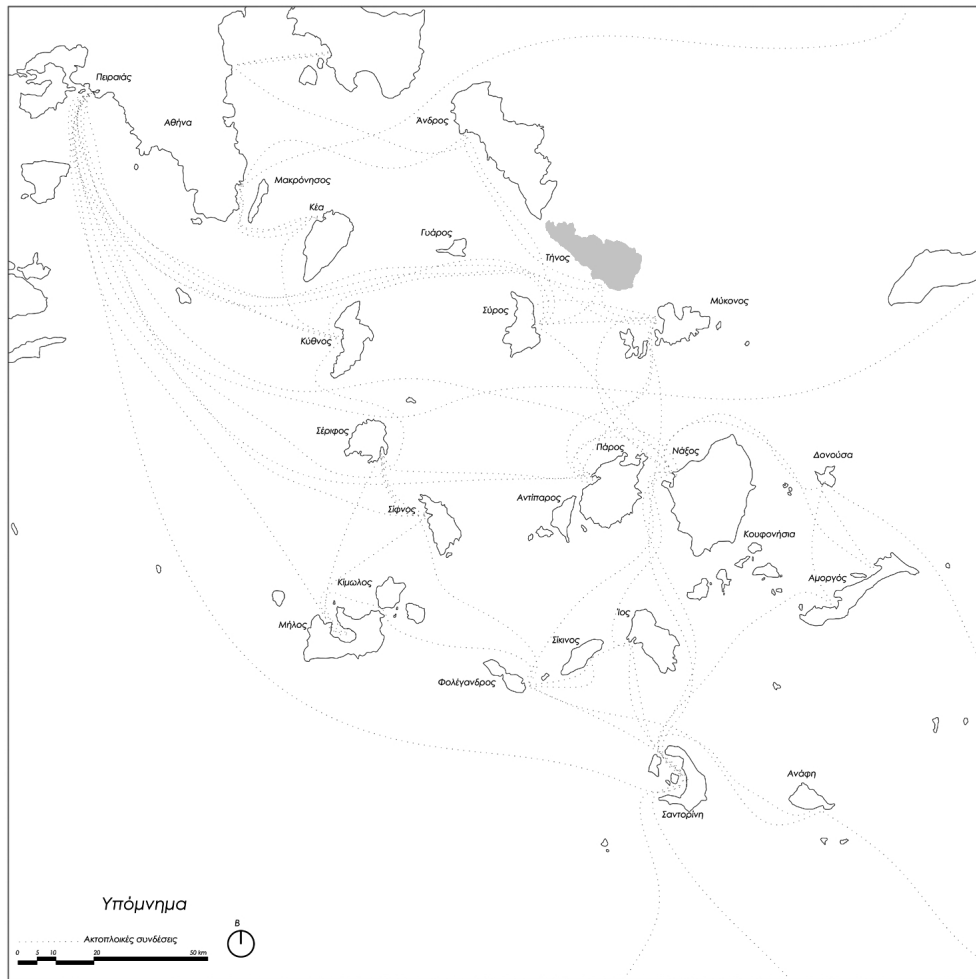 Πειραιάς
Αθήνα
Άνδρος
Μακρόνησος
Κέα
Γυάρος
Τήνος
Μύκονος
Σύρος
Κύθνος
Σέριφος
Πάρος
Νάξος
Δονούσα
Αντίπαρος
Σίφνος
Κουφονήσια
Κίμωλος
Αμοργός
Μήλος
Ίος
Σίκινος
Φολέγανδρος
Ανάφη
Σαντορίνη
Υπόμνημα
Β
Ακτοπλοικές συνδέσεις
0 5 10 20 50 km